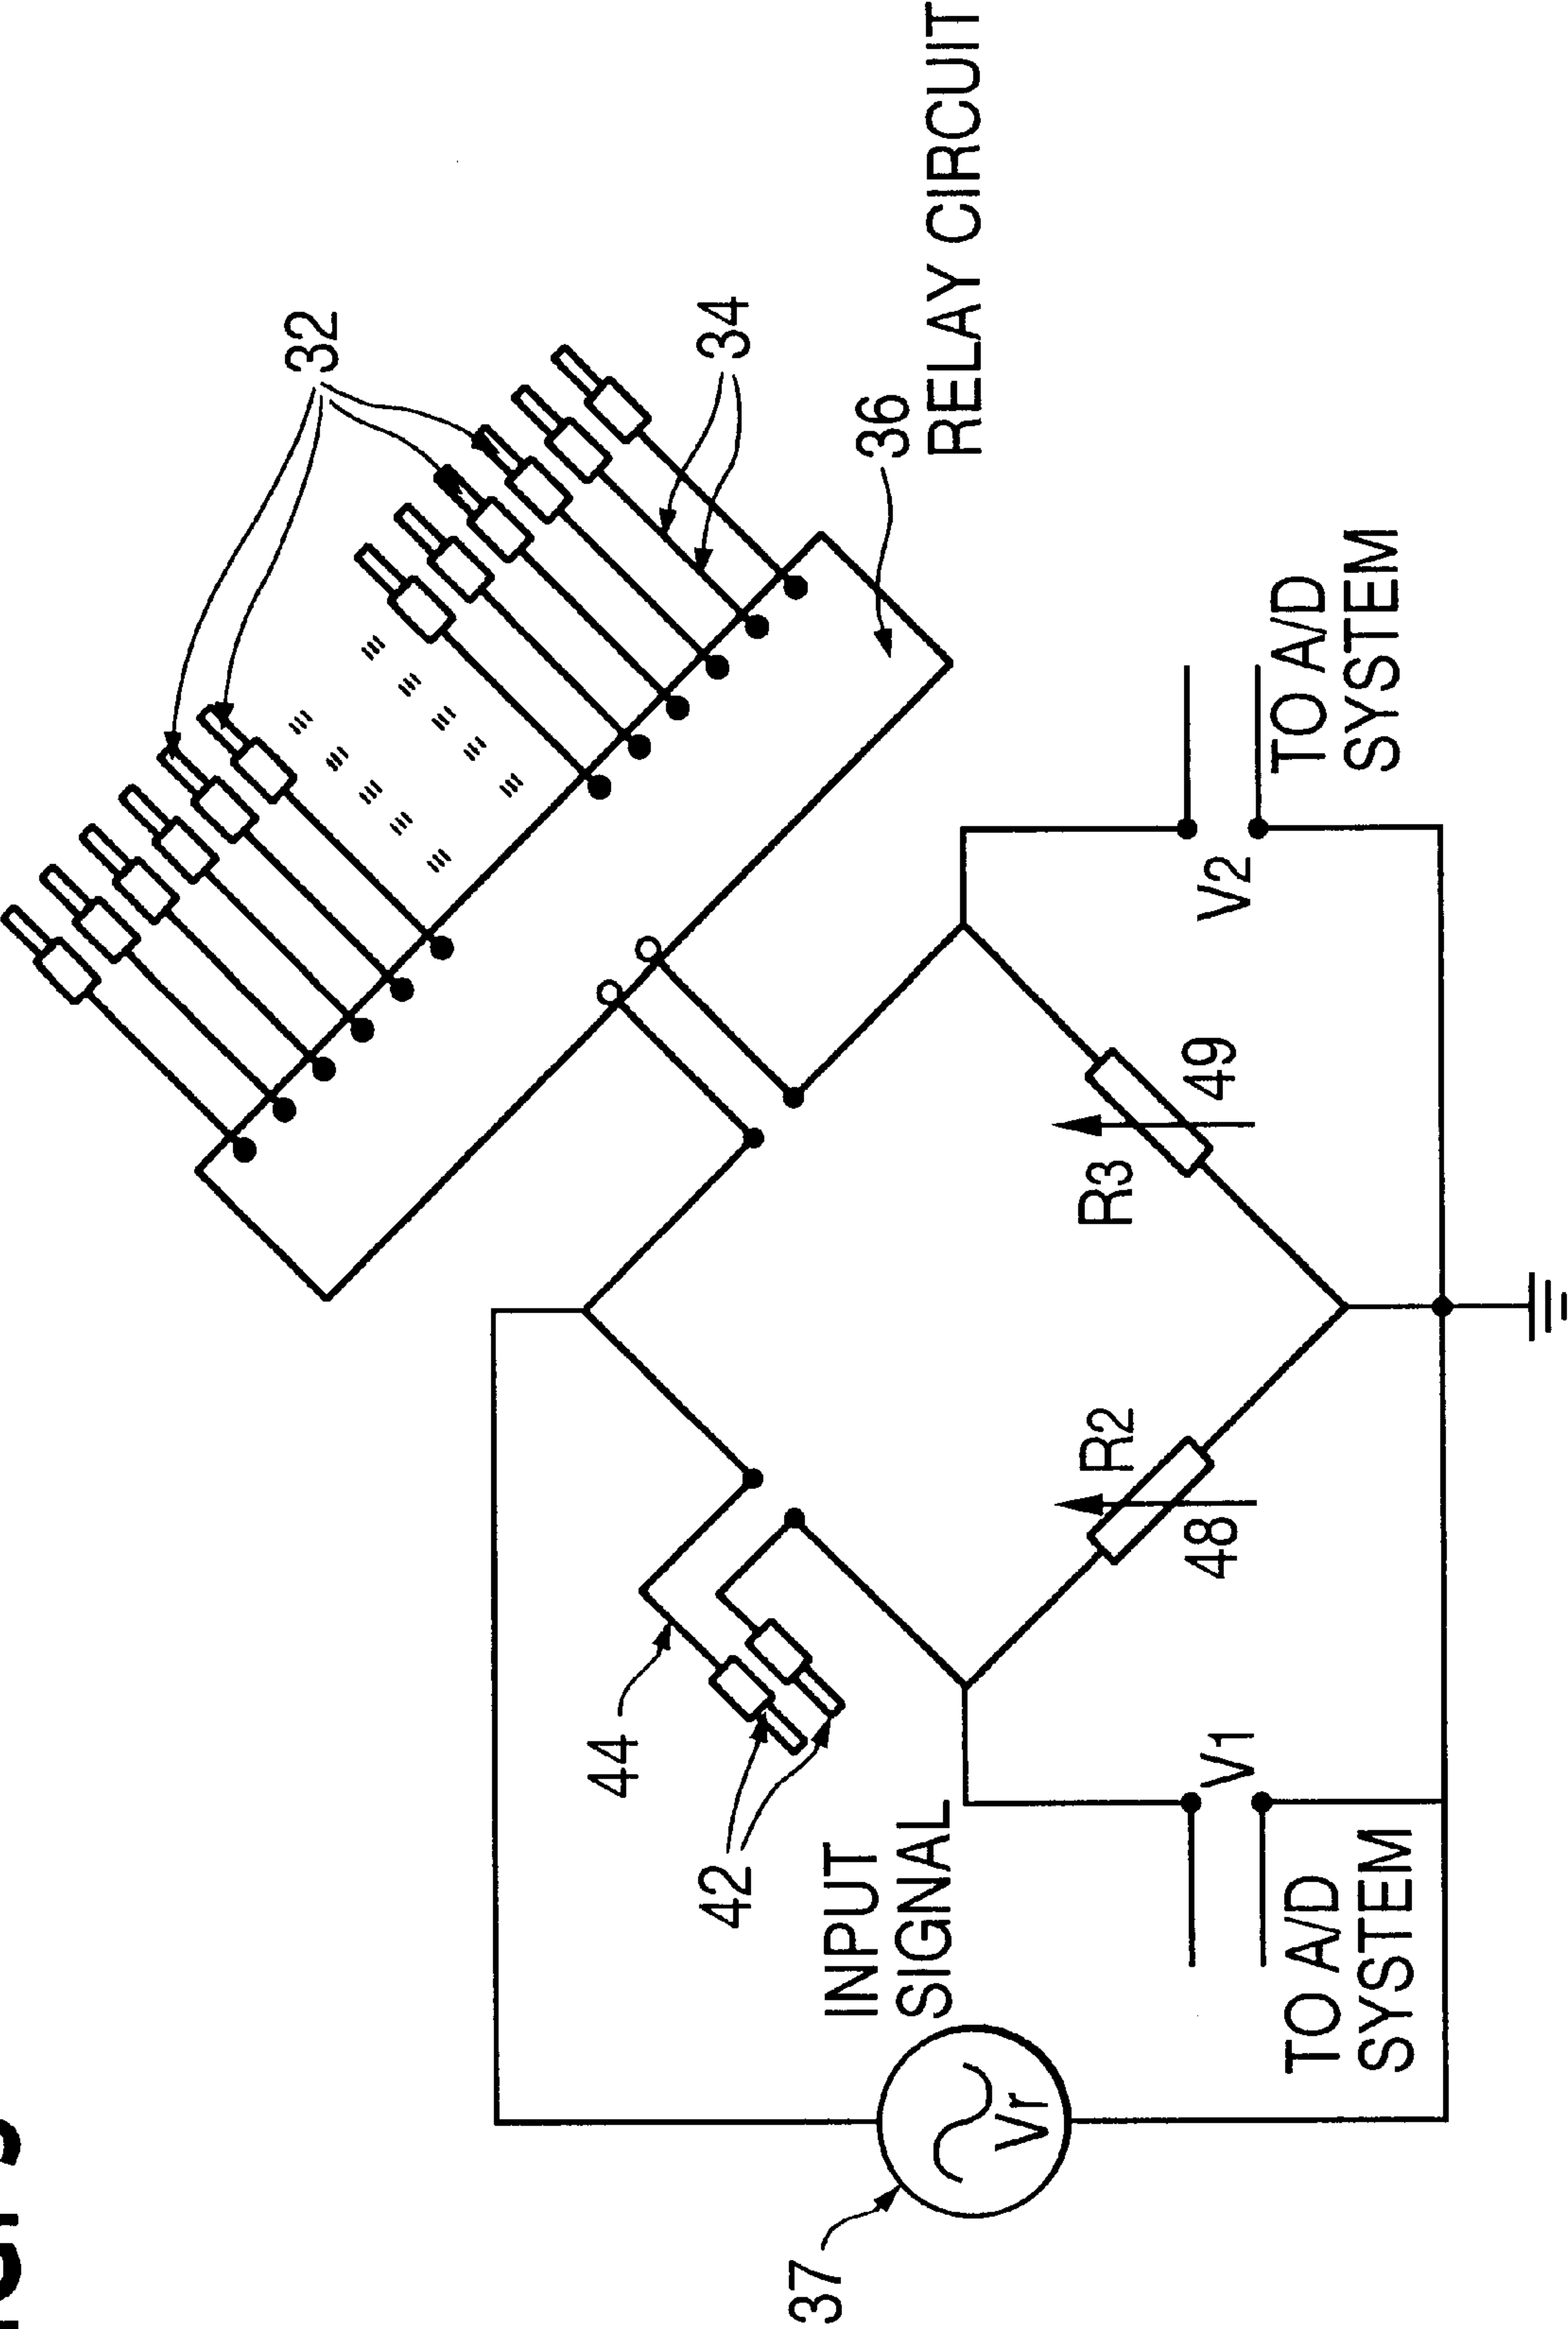 32
34
36
RELAY CIRCUIT
44
42
INPUT
SIGNAL
37
Vr
R2
48
R3
49
V1
TO A/D
SYSTEM
V2
TO A/D
SYSTEM